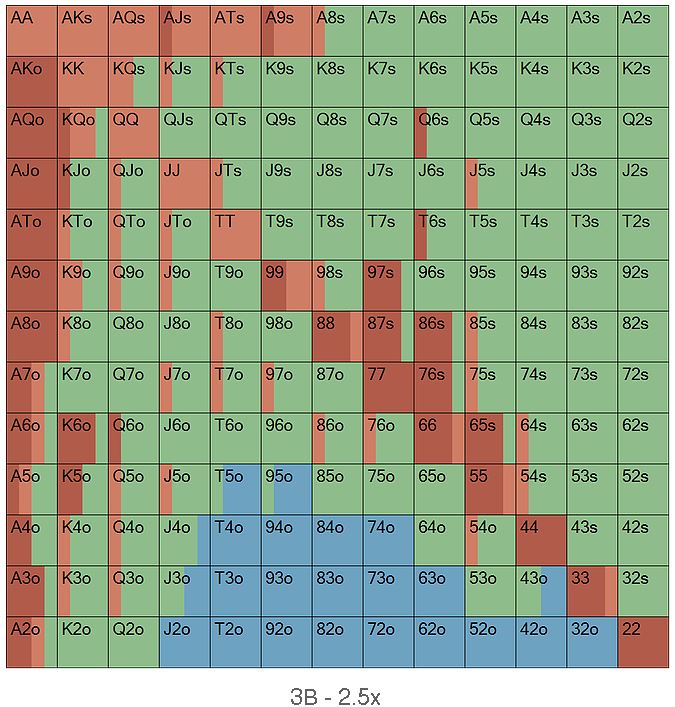 AA AKs AQs AJs ATs A9s A8s A7s A6s A5s A4s A3s A2s
AKo KK KQs KJs KTs K9s K8s K7s K6s K5s K4s K3s K2s
AQo KQo QQ QJs QTs Q9s Q8s Q7s Q6s Q5s Q4s Q3s Q2s
AJo KJo QJo JJ JTs J9s J8s J7s J6s J5s J4s J3s J2s
ATo KTo QTo JTo TT T9s T8s T7s T6s T5s T4s T3s T2s
A9o K9o Q9o J9o T9o 99 98s 97s 96s 95s 94s 93s 92s
A8o K8o Q8o J8o T8o 98o 88 87s 86s 85s 84s 83s 82s
A7o K7o Q7o J7o T7o 97o 87o 77 76s 75s 74s 73s 72s
A6o K6o Q6o J6o T6o 96o 86o 76o 66 65s 64s 63s 62s
A5o K5o Q5o J5o T5o 95o 85o 75o 65o 55 54s 53s 52s
A4o K4o Q4o J4o T4o 94o 84o 74o 64o 54o 44 43s 42s
A3o K3o Q3o J3o T3o 93o 83o 73o 63o 53o 43o 33 32s
A2o K2o Q2o J2o T2o 92o 82o 72o 62o 52o 42o 32o 22
3B - 2.5x